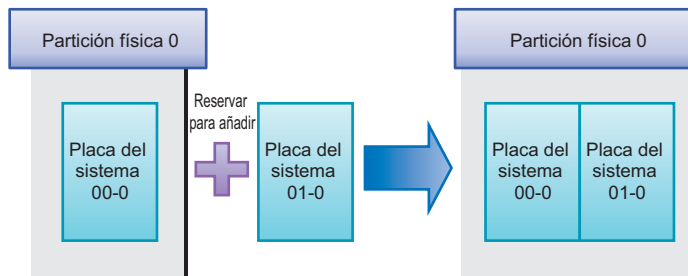 Partición física 0
Placa del
sistema
00-0
Reservar
para añadir
Placa del
sistema
01-0
Partición física 0
Placa del
sistema
00-0
Placa del
sistema
01-0